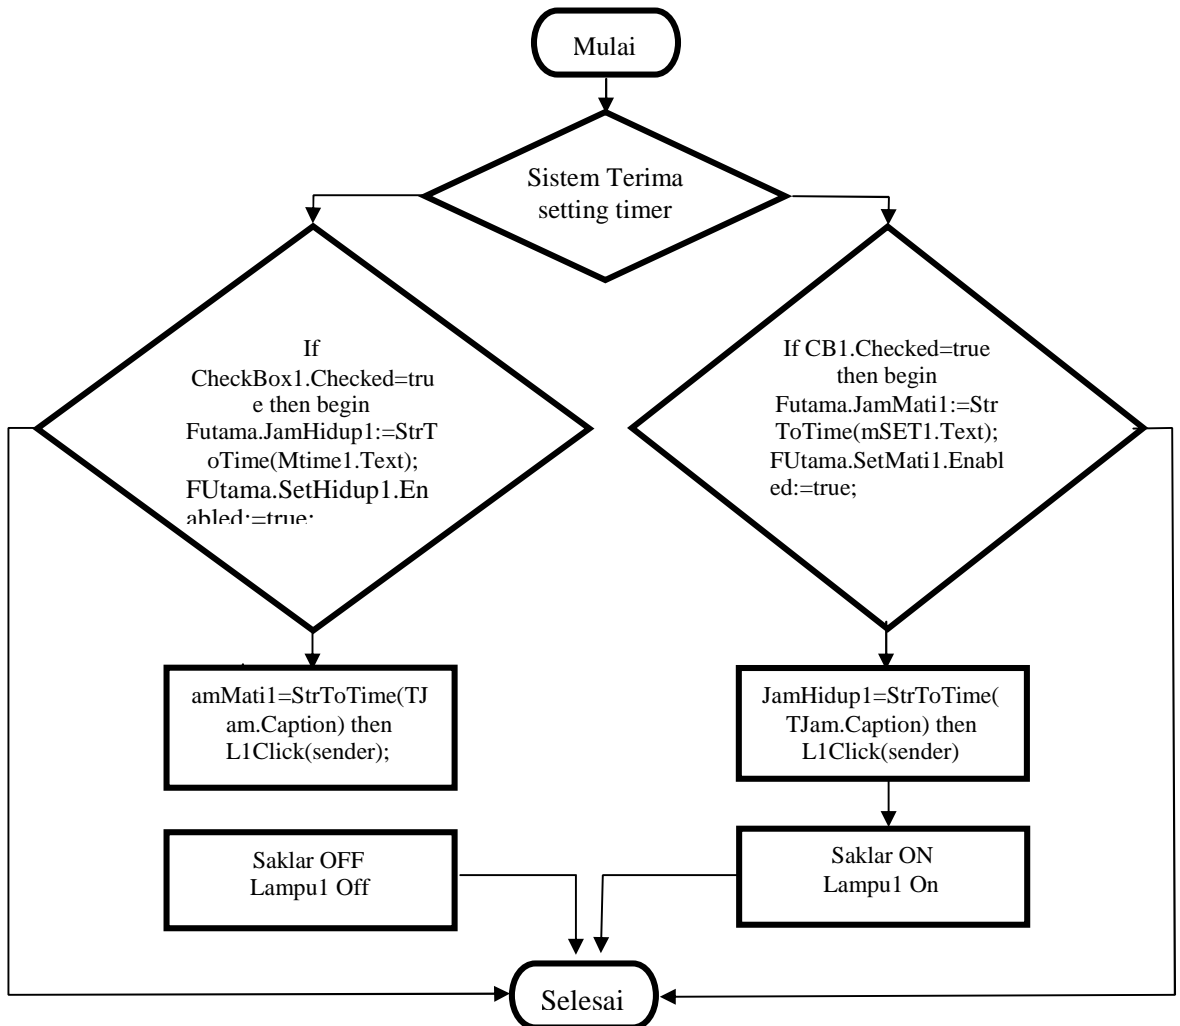 Mulai
Sistem Terima
setting timer
If
CheckBox1.Checked=tru
e then begin
Futama.JamHidup1:=StrT
oTime(Mtime1.Text);
FUtama.SetHidup1.En
abled:=true;
If CB1.Checked=true
then begin
Futama.JamMati1:=Str
ToTime(mSET1.Text);
FUtama.SetMati1.Enabl
ed:=true;
amMati1=StrToTime(TJ
am.Caption) then
L1Click(sender);
JamHidup1=StrToTime(
TJam.Caption) then
L1Click(sender)
Saklar OFF
Lampu1 Off
Saklar ON
Lampu1 On
Selesai